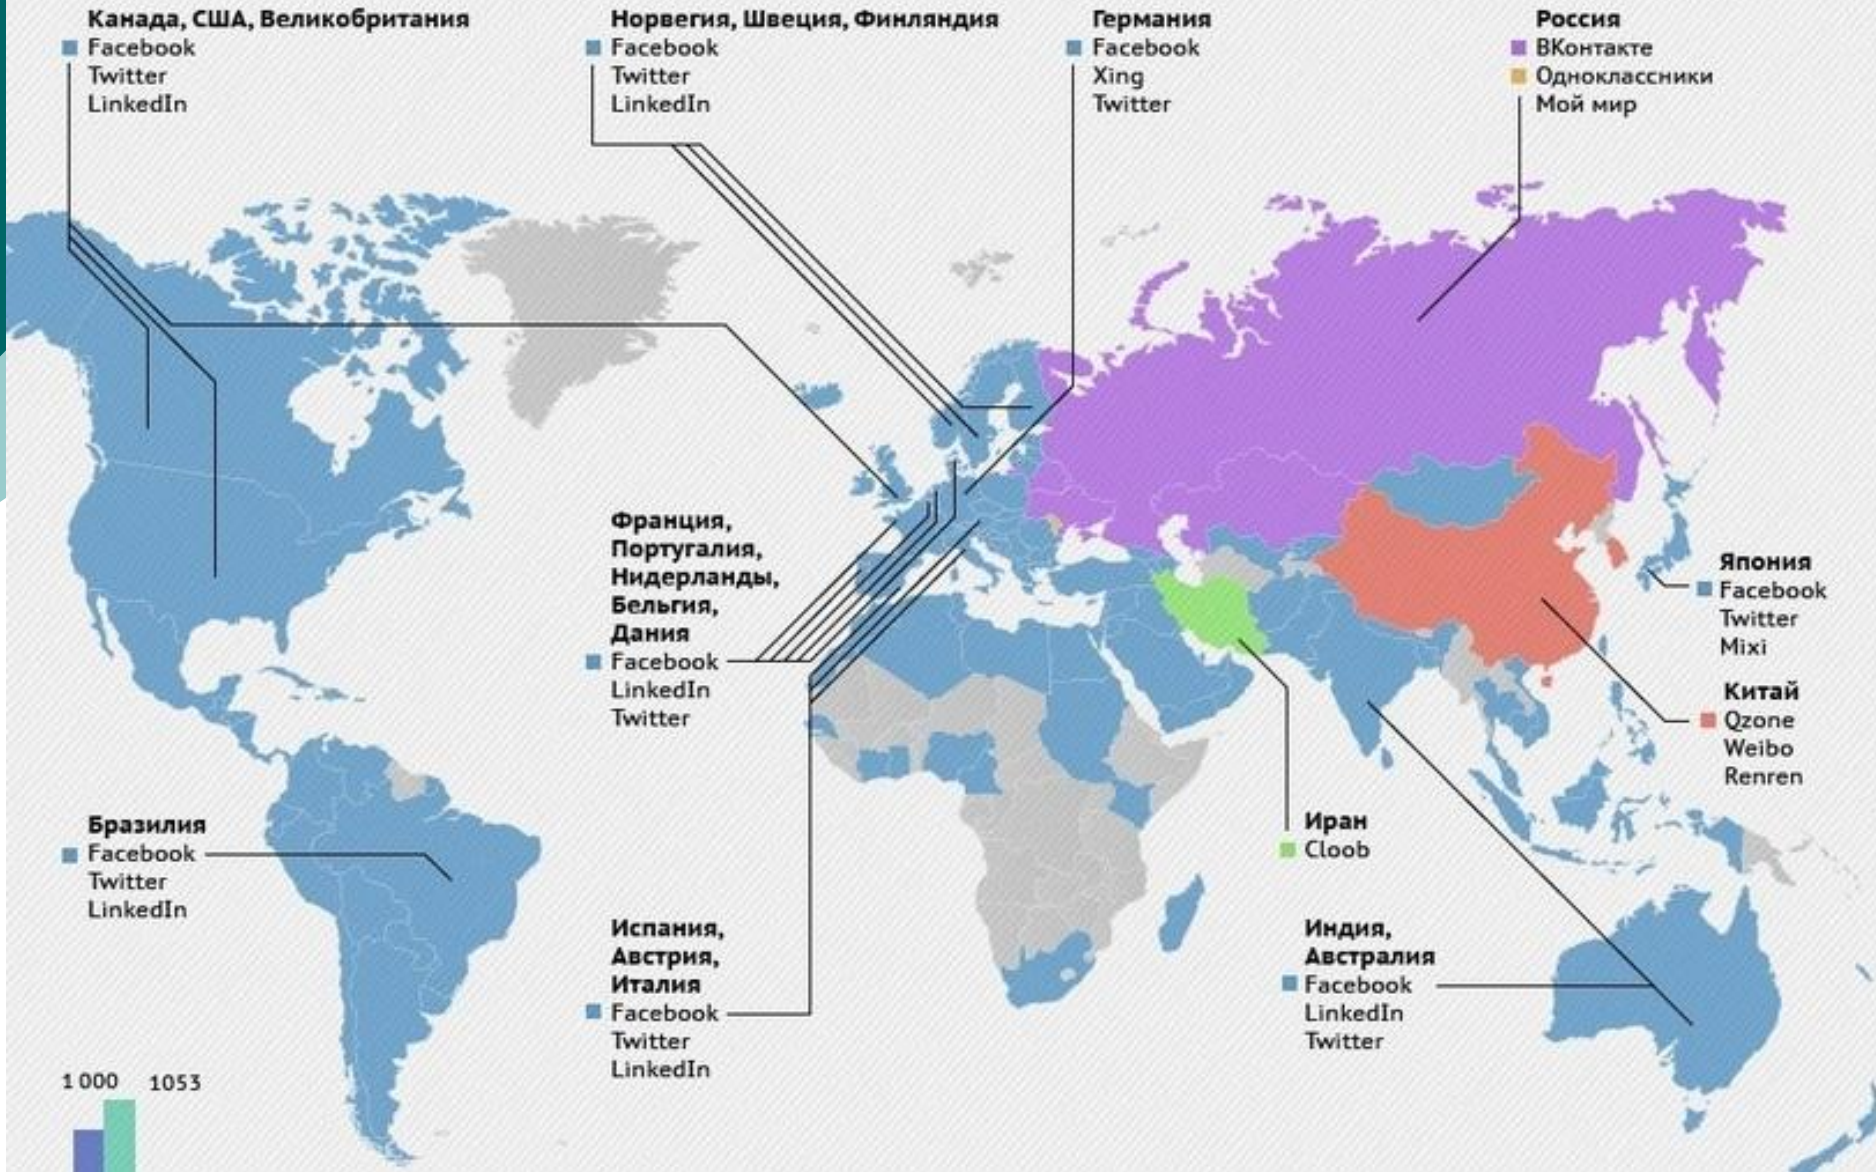 Канада, США, Великобритания
Facebook
Twitter
LinkedIn
Норвегия, Швеция, Финляндия
Facebook
Twitter
LinkedIn
Германия
Facebook
Xing
Twitter
Россия
ВКонтакте
Одноклассники
Мой мир
Франция,
Португалия,
Нидерланды,
Бельгия,
Дания
Facebook
LinkedIn
Twitter
Япония
Facebook
Twitter
Mixi
Китай
Qzone
Weibo
Renren
Бразилия
Facebook
Twitter
LinkedIn
Иран
Cloob
Испания,
Австрия,
Италия
Facebook
Twitter
LinkedIn
Индия,
Австралия
Facebook
LinkedIn
Twitter
1 000 1053